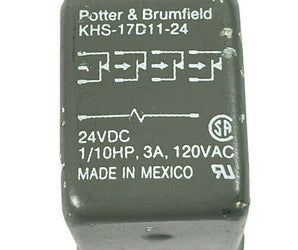 Potter & Brumfield
KHS-17D11-24
24VDC
1/10HP, 3A, 120VAC
MADE IN MEXICO